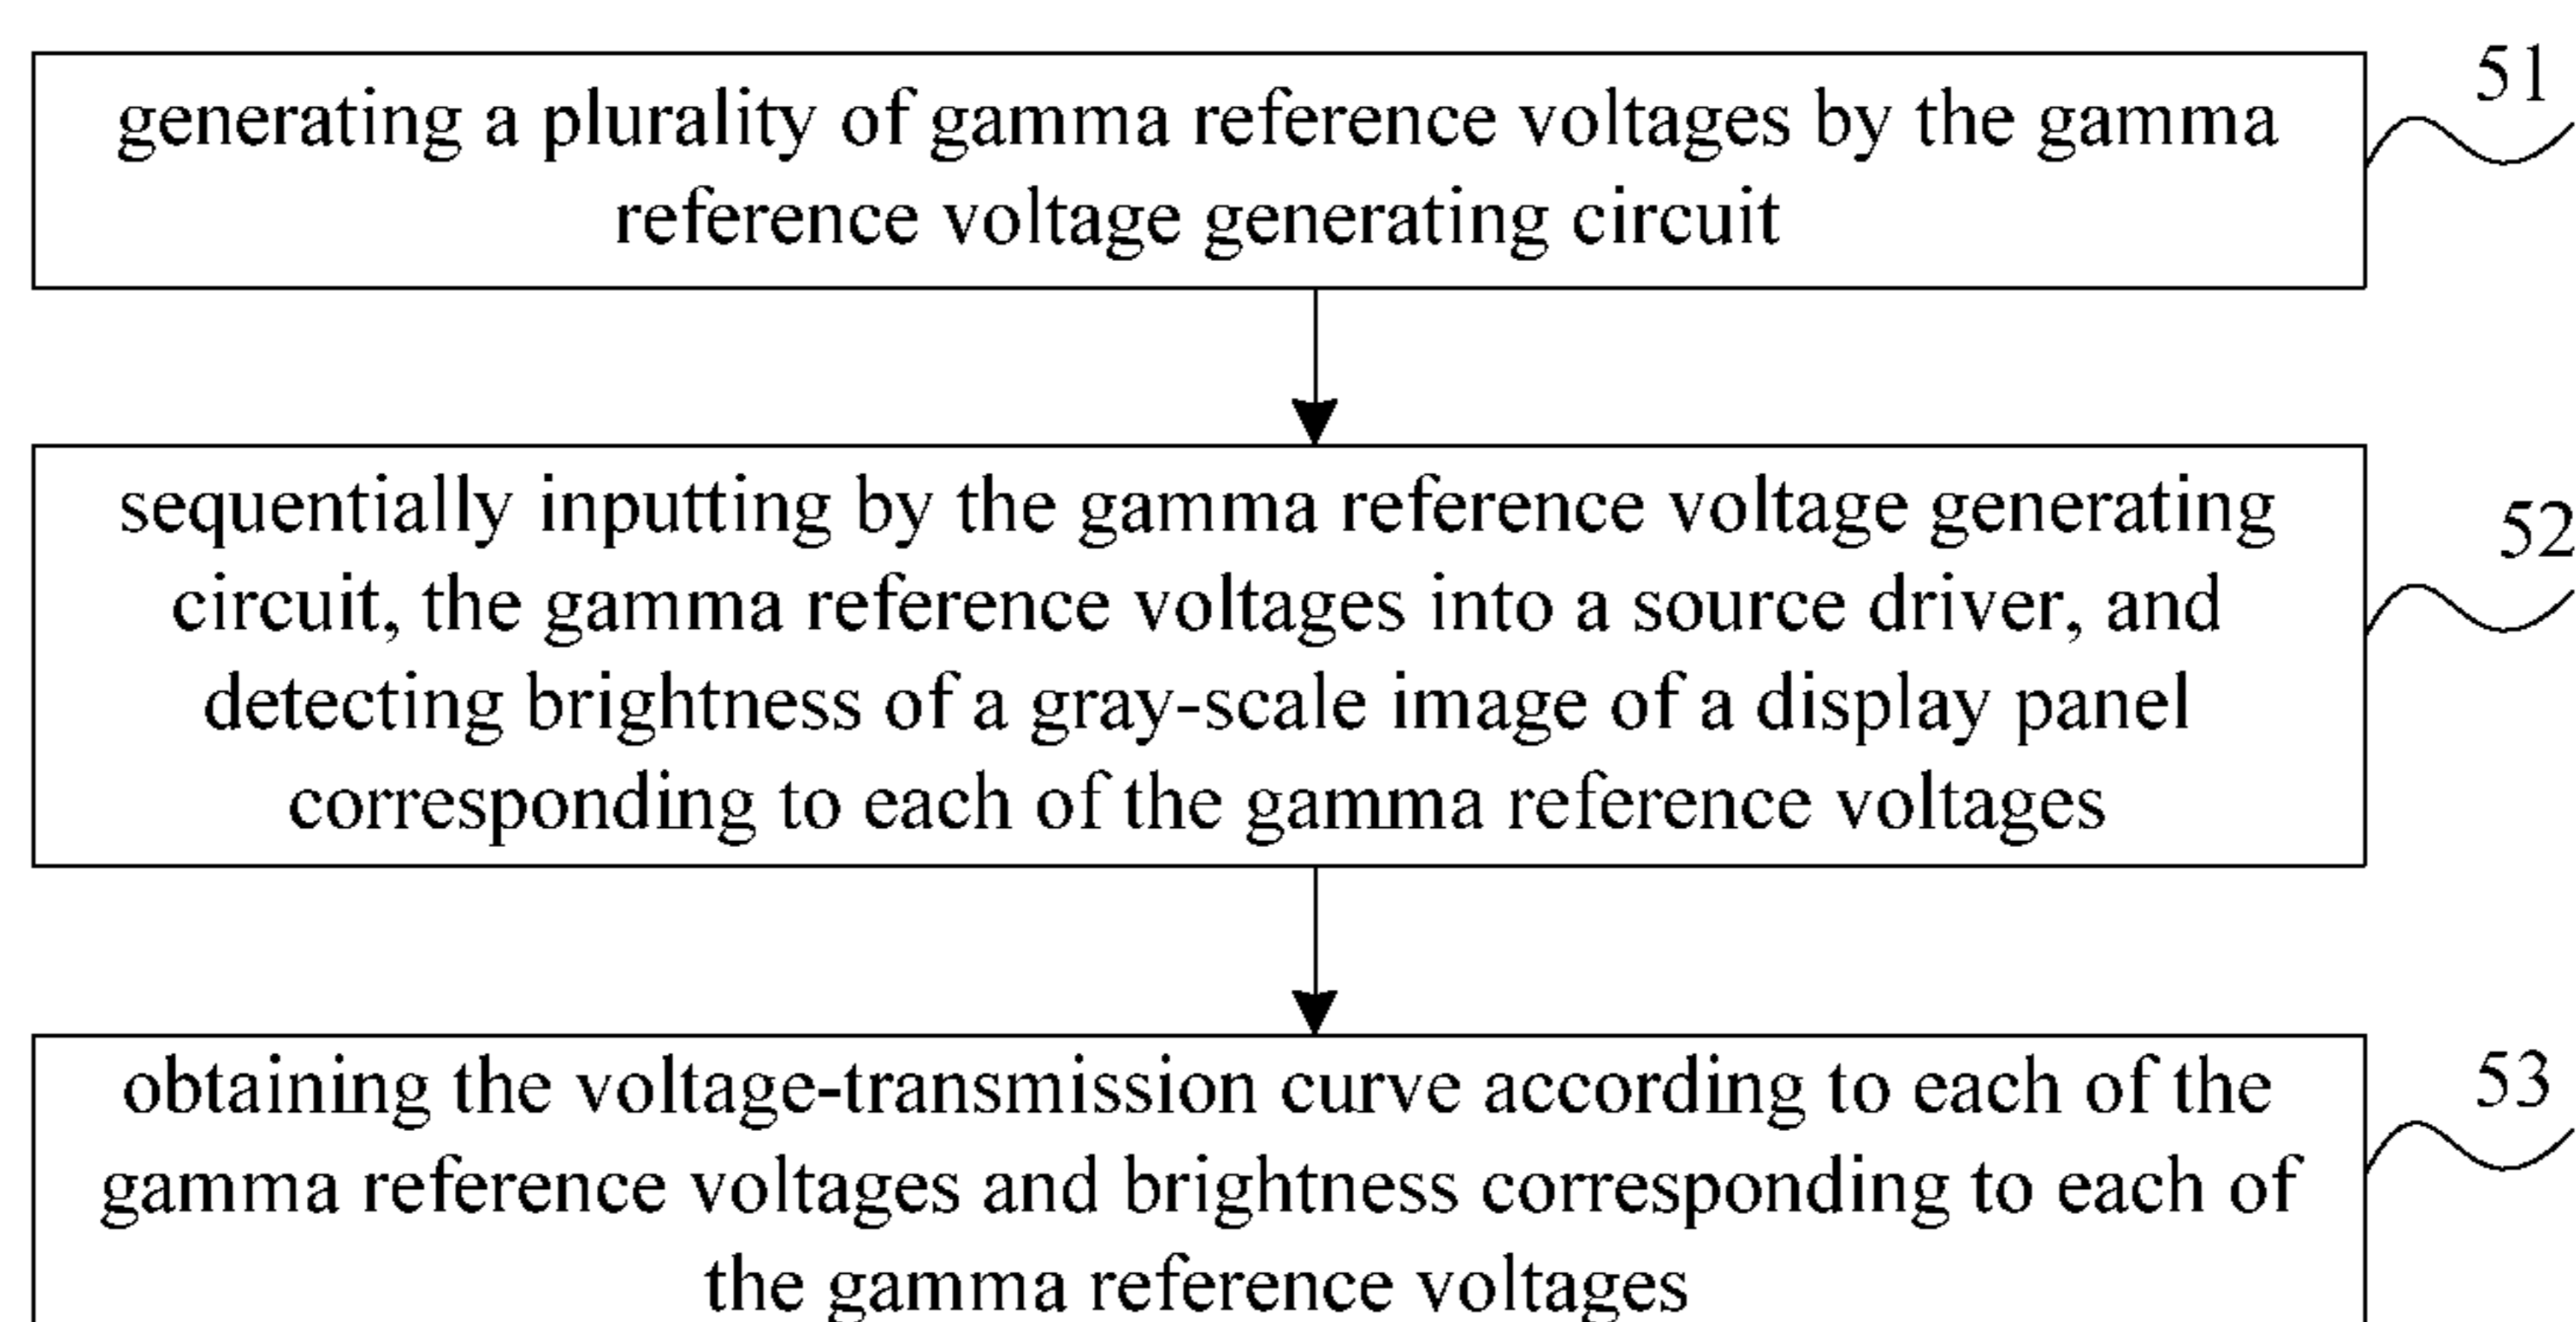 generating a plurality of gamma reference voltages by the gamma
reference voltage generating circuit
51
sequentially inputting by the gamma reference voltage generating
circuit, the gamma reference voltages into a source driver, and
detecting brightness of a gray-scale image of a display panel
corresponding to each of the gamma reference voltages
52
obtaining the voltage-transmission curve according to each of the
gamma reference voltages and brightness corresponding to each of
the gamma reference voltages
53